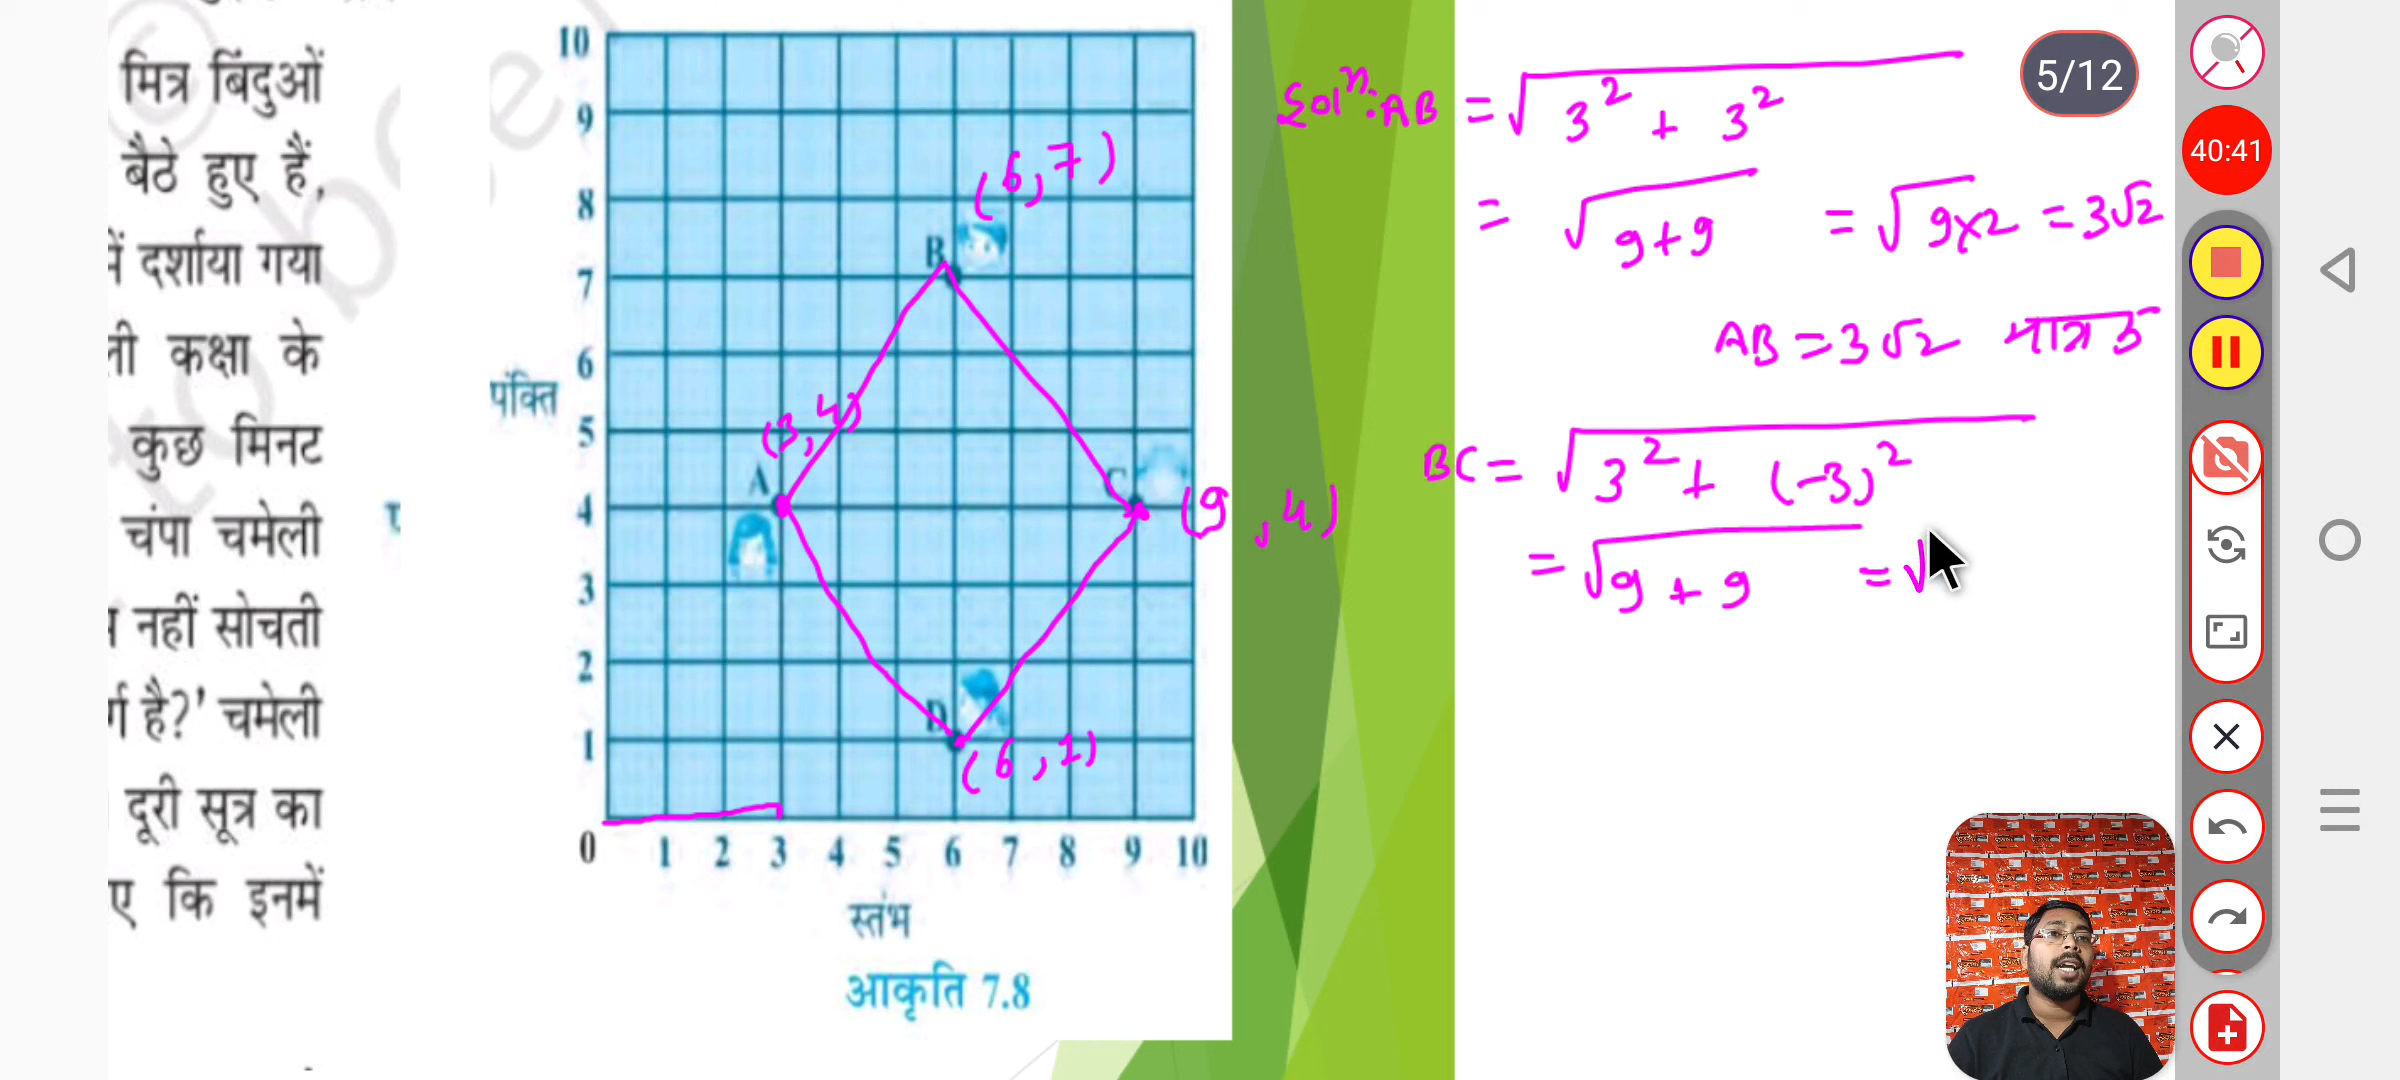 मित्र बिंदुओं
बैठे हुए हैं,
में दर्शाया गया
कक्षा के
कुछ मिनट
चंपा चमेली
नहीं सोचती
है?' चमेली
दूरी सूत्र का
कि इनमें
10
9
8
7
6
5
4
3
2
1
0 1 2 3 4 5 6 7 8 9 10
पंक्ति
स्तंभ
आकृति 7.8
A
B
C
D
(3,4)
(6,7)
(9,4)
(6,1)
Solⁿ: AB = √3² + 3²
= √9+9 = √9×2 = 3√2
AB = 3√2 मात्रक
BC = √3² + (-3)²
= √9 + 9 = √
5/12
40:41